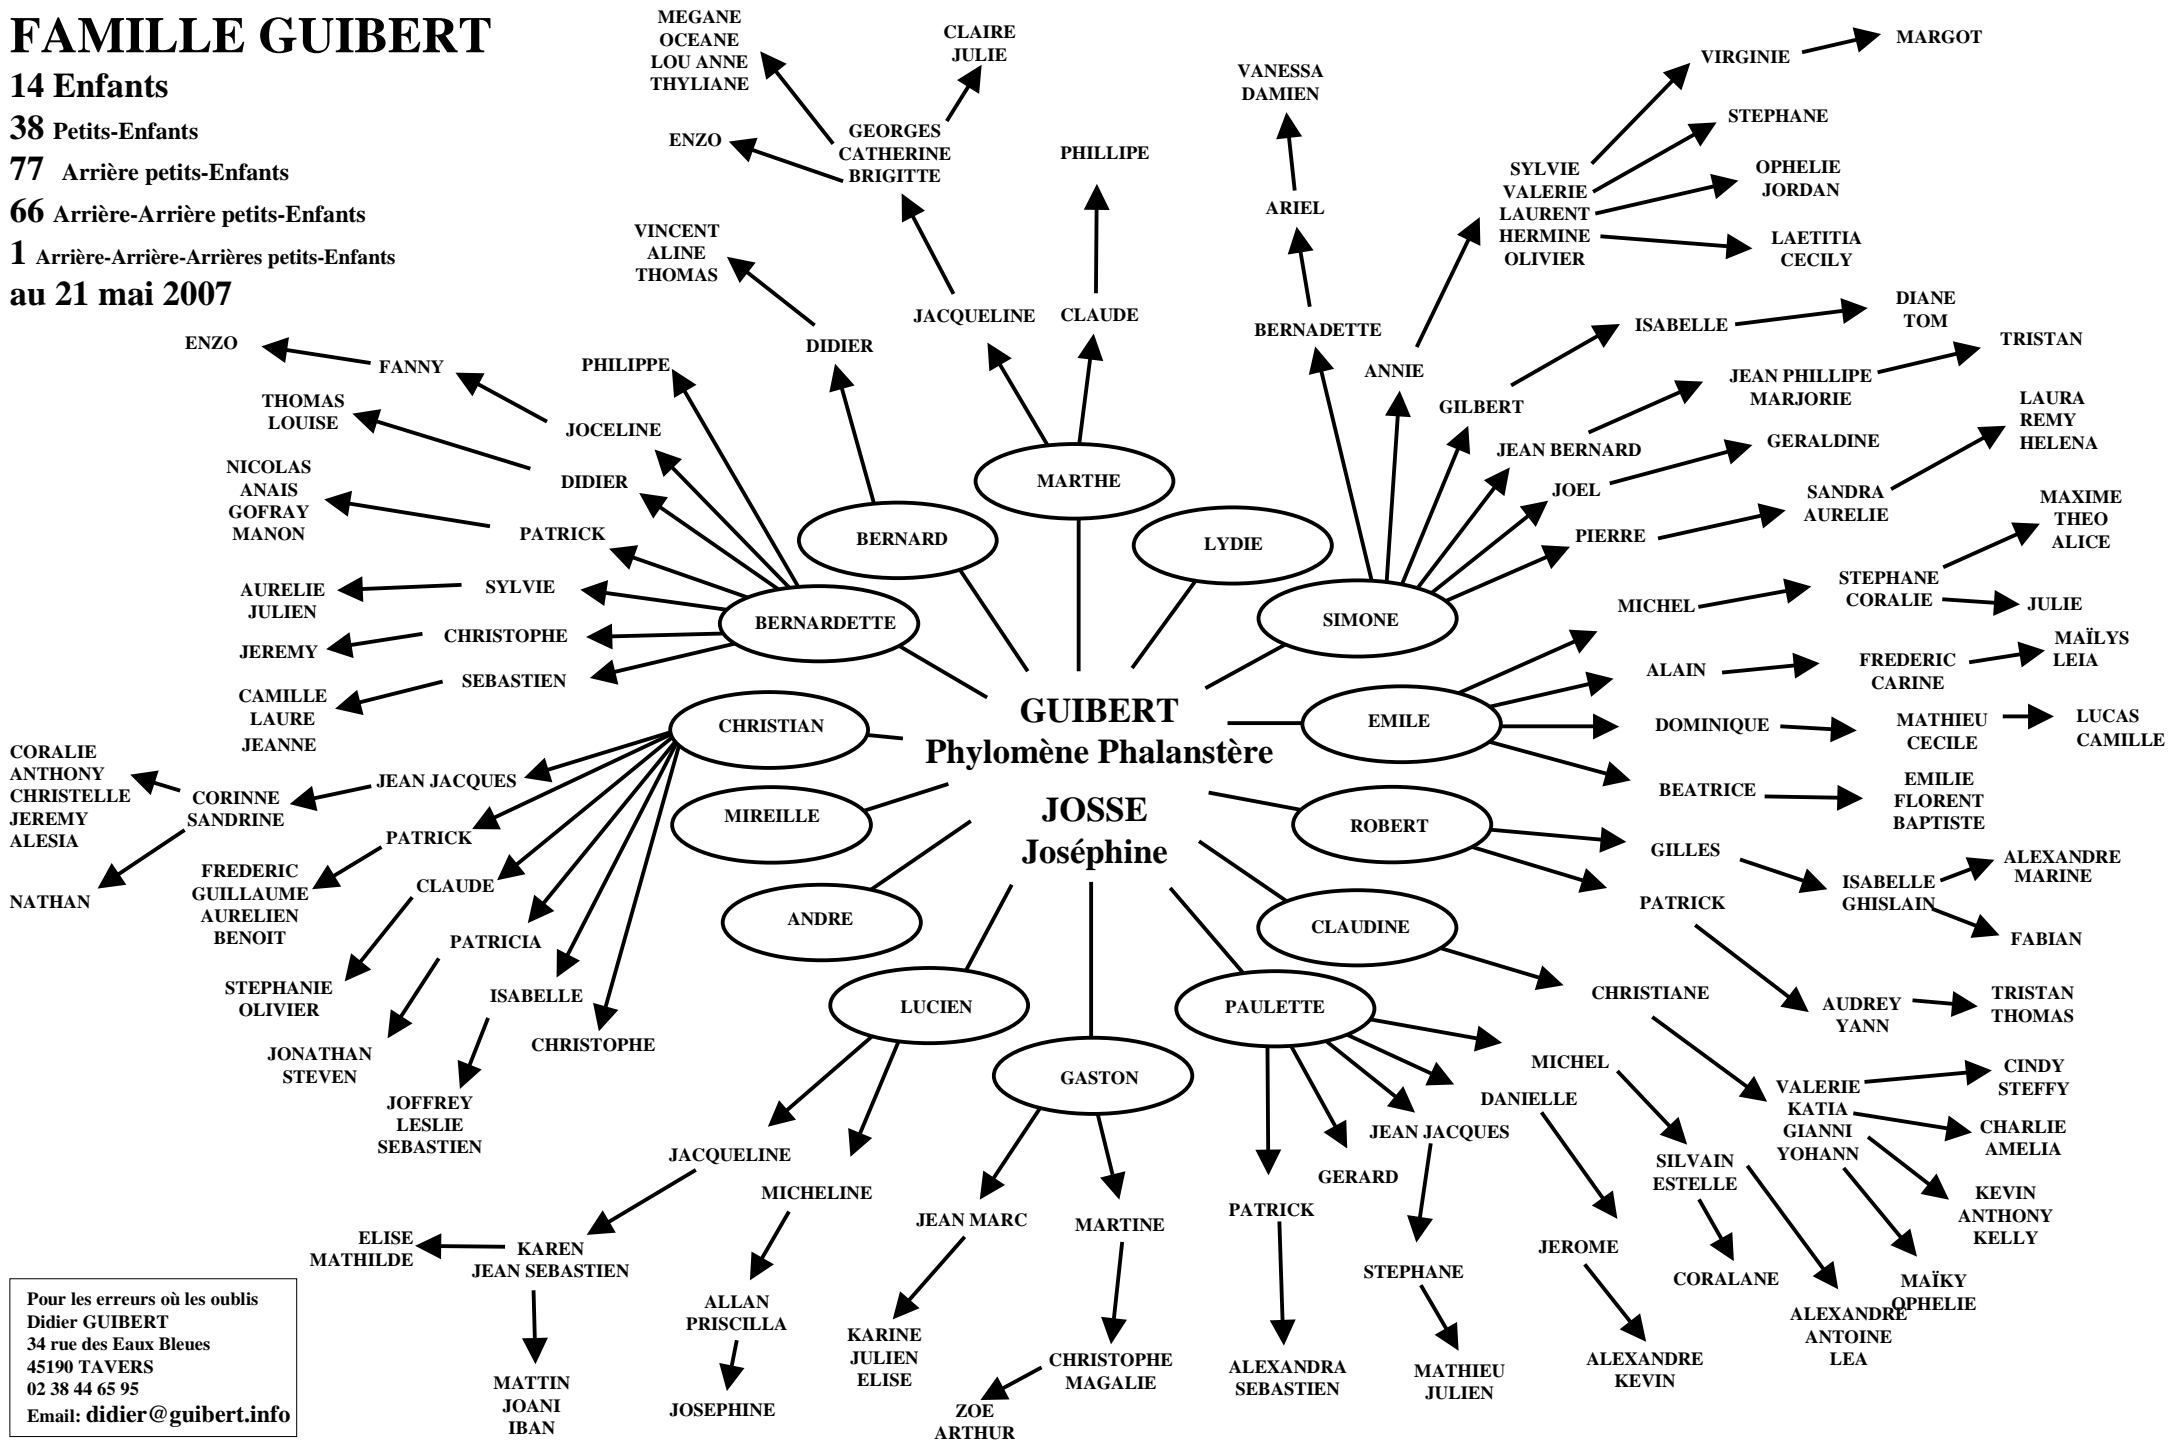 FAMILLE GUIBERT
14 Enfants
38 Petits-Enfants
77 Arrière petits-Enfants
66 Arrière-Arrière petits-Enfants
1 Arrière-Arrière-Arrières petits-Enfants
au 21 mai 2007
MEGANE
OCEANE
LOU ANNE
THYLIANE
CLAIRE
JULIE
ENZO
GEORGES
CATHERINE
BRIGITTE
PHILLIPE
VINCENT
ALINE
THOMAS
JACQUELINE
CLAUDE
DIDIER
VANESSA
DAMIEN
ARIEL
BERNADETTE
VIRGINIE
MARGOT
STEPHANE
SYLVIE
VALERIE
LAURENT
HERMINE
OLIVIER
OPHELIE
JORDAN
LAETITIA
CECILY
ANNIE
GILBERT
ISABELLE
DIANE
TOM
JEAN BERNARD
JEAN PHILLIPE
MARJORIE
TRISTAN
JOEL
GERALDINE
PIERRE
SANDRA
AURELIE
LAURA
REMY
HELENA
ENZO
FANNY
PHILIPPE
THOMAS
LOUISE
JOCELINE
NICOLAS
ANAIS
GOFRAY
MANON
DIDIER
PATRICK
AURELIE
JULIEN
SYLVIE
JEREMY
CHRISTOPHE
CAMILLE
LAURE
JEANNE
SEBASTIEN
MARTHE
BERNARD
LYDIE
BERNARDETTE
SIMONE
MICHEL
STEPHANE
CORALIE
MAXIME
THEO
ALICE
JULIE
ALAIN
FREDERIC
CARINE
MAÏLYS
LEIA
DOMINIQUE
MATHIEU
CECILE
LUCAS
CAMILLE
BEATRICE
EMILIE
FLORENT
BAPTISTE
CHRISTIAN
GUIBERT
Phylomène Phalanstère
JOSSE
Joséphine
EMILE
MIREILLE
ROBERT
ANDRE
CLAUDINE
LUCIEN
GASTON
PAULETTE
CORALIE
ANTHONY
CHRISTELLE
JEREMY
ALESIA
CORINNE
SANDRINE
JEAN JACQUES
NATHAN
PATRICK
FREDERIC
GUILLAUME
AURELIEN
BENOIT
CLAUDE
STEPHANIE
OLIVIER
PATRICIA
JONATHAN
STEVEN
ISABELLE
JOFFREY
LESLIE
SEBASTIEN
CHRISTOPHE
GILLES
ISABELLE
GHISLAIN
ALEXANDRE
MARINE
FABIAN
PATRICK
AUDREY
YANN
TRISTAN
THOMAS
CHRISTIANE
VALERIE
KATIA
GIANNI
YOHANN
CINDY
STEFFY
CHARLIE
AMELIA
KEVIN
ANTHONY
KELLY
MAÏKY
OPHELIE
MICHEL
SILVAIN
ESTELLE
CORALANE
ALEXANDRE
ANTOINE
LEA
DANIELLE
JEROME
ALEXANDRE
KEVIN
JEAN JACQUES
STEPHANE
MATHIEU
JULIEN
GERARD
PATRICK
ALEXANDRA
SEBASTIEN
JACQUELINE
KAREN
JEAN SEBASTIEN
ELISE
MATHILDE
MATTIN
JOANI
IBAN
MICHELINE
ALLAN
PRISCILLA
JOSEPHINE
JEAN MARC
KARINE
JULIEN
ELISE
MARTINE
CHRISTOPHE
MAGALIE
ZOE
ARTHUR
Pour les erreurs où les oublis
Didier GUIBERT
34 rue des Eaux Bleues
45190 TAVERS
02 38 44 65 95
Email: didier@guibert.info